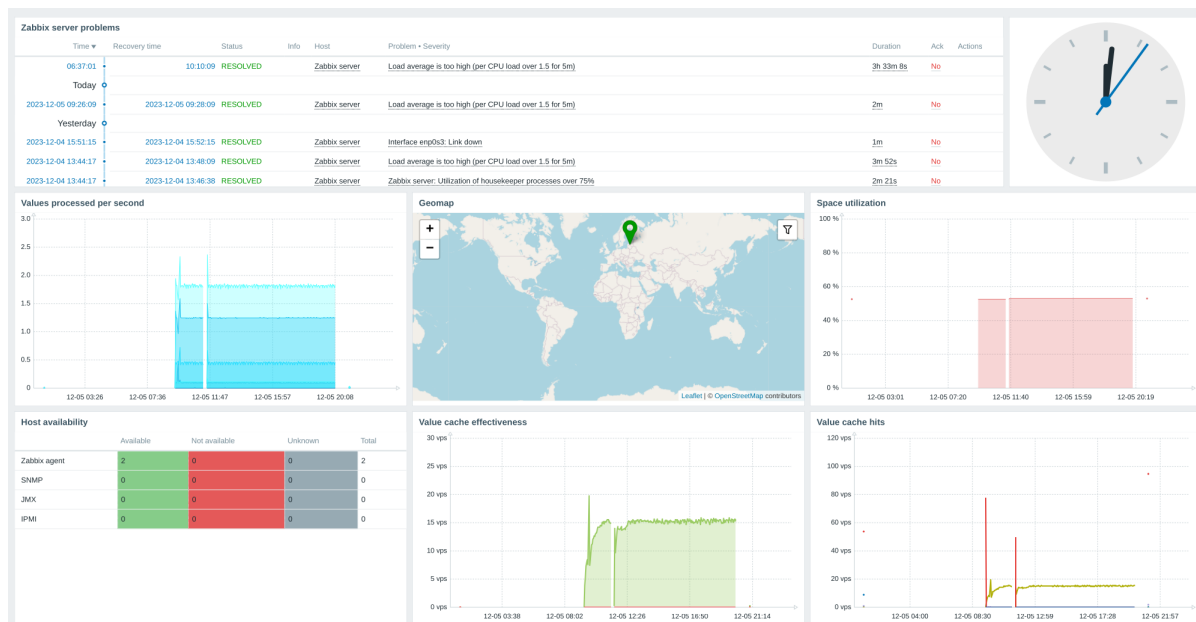 Zabbix server problems
Time ▼ Recovery time Status Info Host Problem • Severity Duration Ack Actions
06:37:01 10:10:09 RESOLVED Zabbix server Load average is too high (per CPU load over 1.5 for 5m) 3h 33m 8s No
Today
2023-12-05 09:26:09 2023-12-05 09:28:09 RESOLVED Zabbix server Load average is too high (per CPU load over 1.5 for 5m) 2m No
Yesterday
2023-12-04 15:51:15 2023-12-04 15:52:15 RESOLVED Zabbix server Interface enp0s3: Link down 1m No
2023-12-04 13:44:17 2023-12-04 13:48:09 RESOLVED Zabbix server Load average is too high (per CPU load over 1.5 for 5m) 3m 52s No
2023-12-04 13:44:17 2023-12-04 13:46:38 RESOLVED Zabbix server Zabbix server: Utilization of housekeeper processes over 75% 2m 21s No
Values processed per second
3.0
2.5
2.0
1.5
1.0
0.5
0
12-05 03:26 12-05 07:36 12-05 11:47 12-05 15:57 12-05 20:08
Geomap
+
−
Leaflet | © OpenStreetMap contributors
Space utilization
100 %
80 %
60 %
40 %
20 %
0 %
12-05 03:01 12-05 07:20 12-05 11:40 12-05 15:59 12-05 20:19
Host availability
Available Not available Unknown Total
Zabbix agent 2 0 0 2
SNMP 0 0 0 0
JMX 0 0 0 0
IPMI 0 0 0 0
Value cache effectiveness
30 vps
25 vps
20 vps
15 vps
10 vps
5 vps
0 vps
12-05 03:38 12-05 08:02 12-05 12:26 12-05 16:50 12-05 21:14
Value cache hits
120 vps
100 vps
80 vps
60 vps
40 vps
20 vps
0 vps
12-05 04:00 12-05 08:30 12-05 12:59 12-05 17:28 12-05 21:57